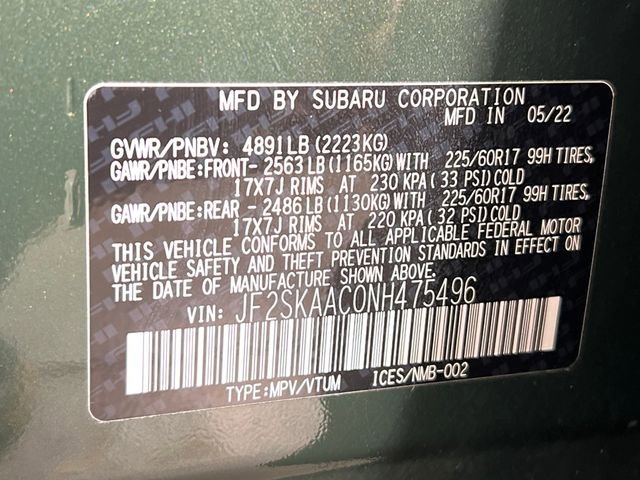 MFD BY SUBARU CORPORATION
MFD IN 05/22
GVWR/PNBV: 4891LB (2223KG)
GAWR/PNBE:FRONT- 2563LB (1165KG) WITH 225/60R17 99H TIRES,
17X7J RIMS AT 230 KPA( 33 PSI) COLD
GAWR/PNBE:REAR - 2486LB (1130KG) WITH 225/60R17 99H TIRES,
17X7J RIMS AT 220 KPA( 32 PSI) COLD
THIS VEHICLE CONFORMS TO ALL APPLICABLE FEDERAL MOTOR
VEHICLE SAFETY AND THEFT PREVENTION STANDARDS IN EFFECT ON
THE DATE OF MANUFACTURE SHOWN ABOVE.
VIN: JF2SKAAC0NH475496
TYPE:MPV/VTUM ICES/NMB-002